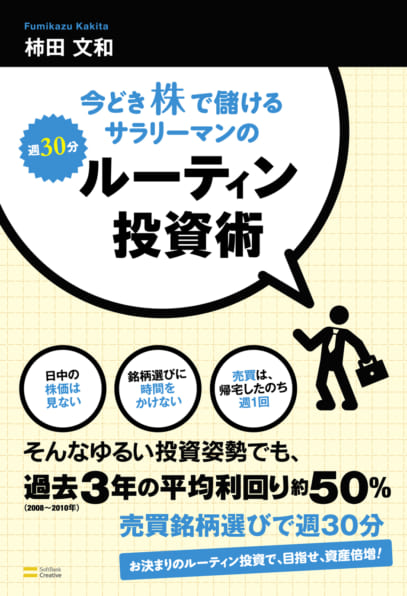 Fumikazu Kakita
柿田 文和
今どき株で儲ける
サラリーマンの
週30分
ルーティン
投資術
日中の
株価は
見ない
銘柄選びに
時間を
かけない
売買は、
帰宅したのち
週1回
そんなゆるい投資姿勢でも、
過去3年の平均利回り約50%
(2008〜2010年)
売買銘柄選びで週30分
お決まりのルーティン投資で、目指せ、資産倍増!
SoftBank
Creative